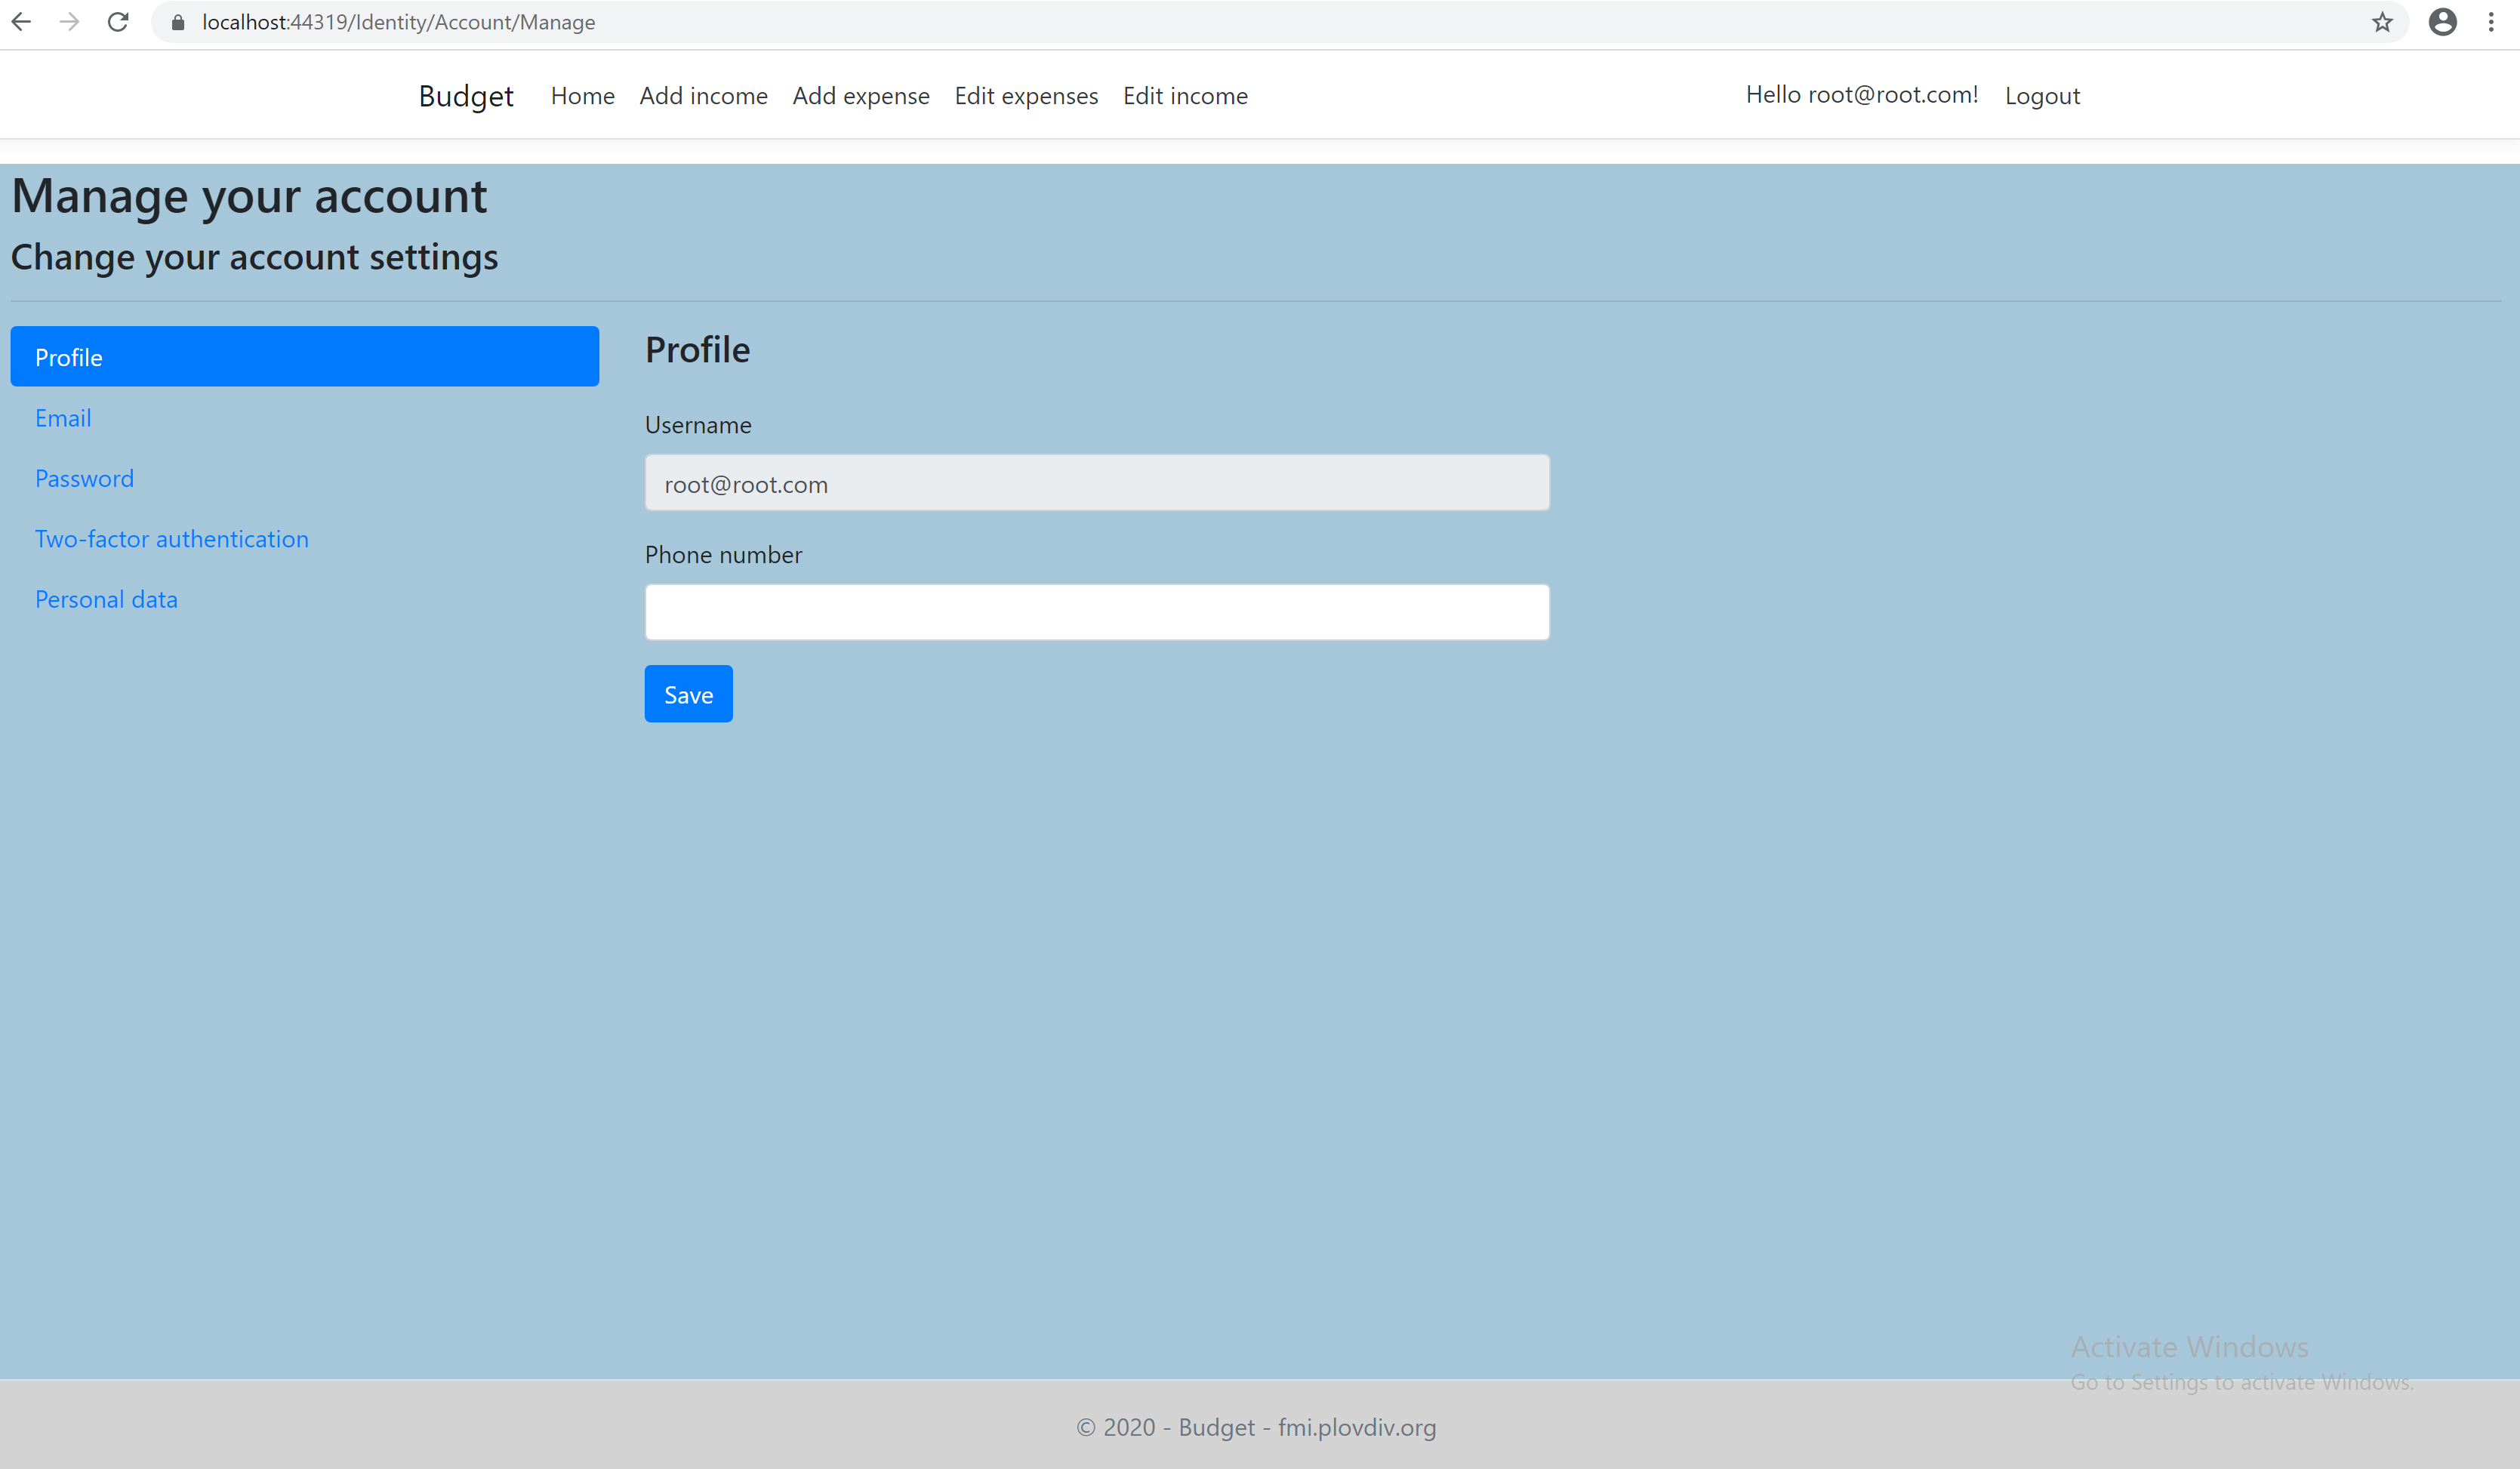 localhost:44319/Identity/Account/Manage
Budget Home Add income Add expense Edit expenses Edit income Hello root@root.com! Logout
Manage your account
Change your account settings
Profile
Email
Password
Two-factor authentication
Personal data
Profile
Username
root@root.com
Phone number
Save
Activate Windows
Go to Settings to activate Windows.
© 2020 - Budget - fmi.plovdiv.org